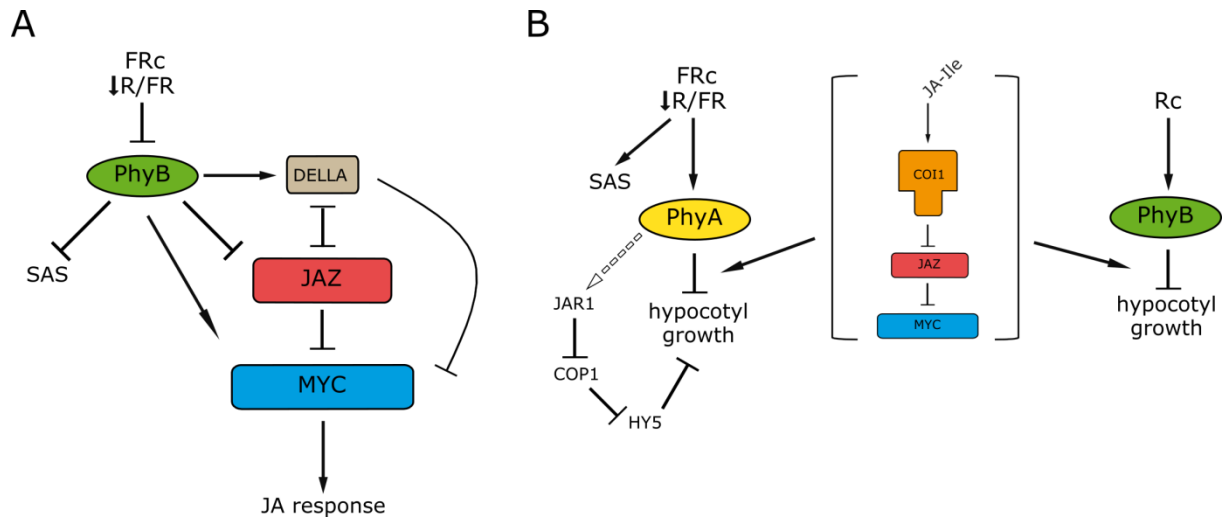 A
FRc
↓R/FR
PhyB
DELLA
SAS
JAZ
MYC
JA response
B
FRc
↓R/FR
SAS
PhyA
JAR1
COP1
HY5
hypocotyl
growth
JA-Ile
COI1
JAZ
MYC
Rc
PhyB
hypocotyl
growth